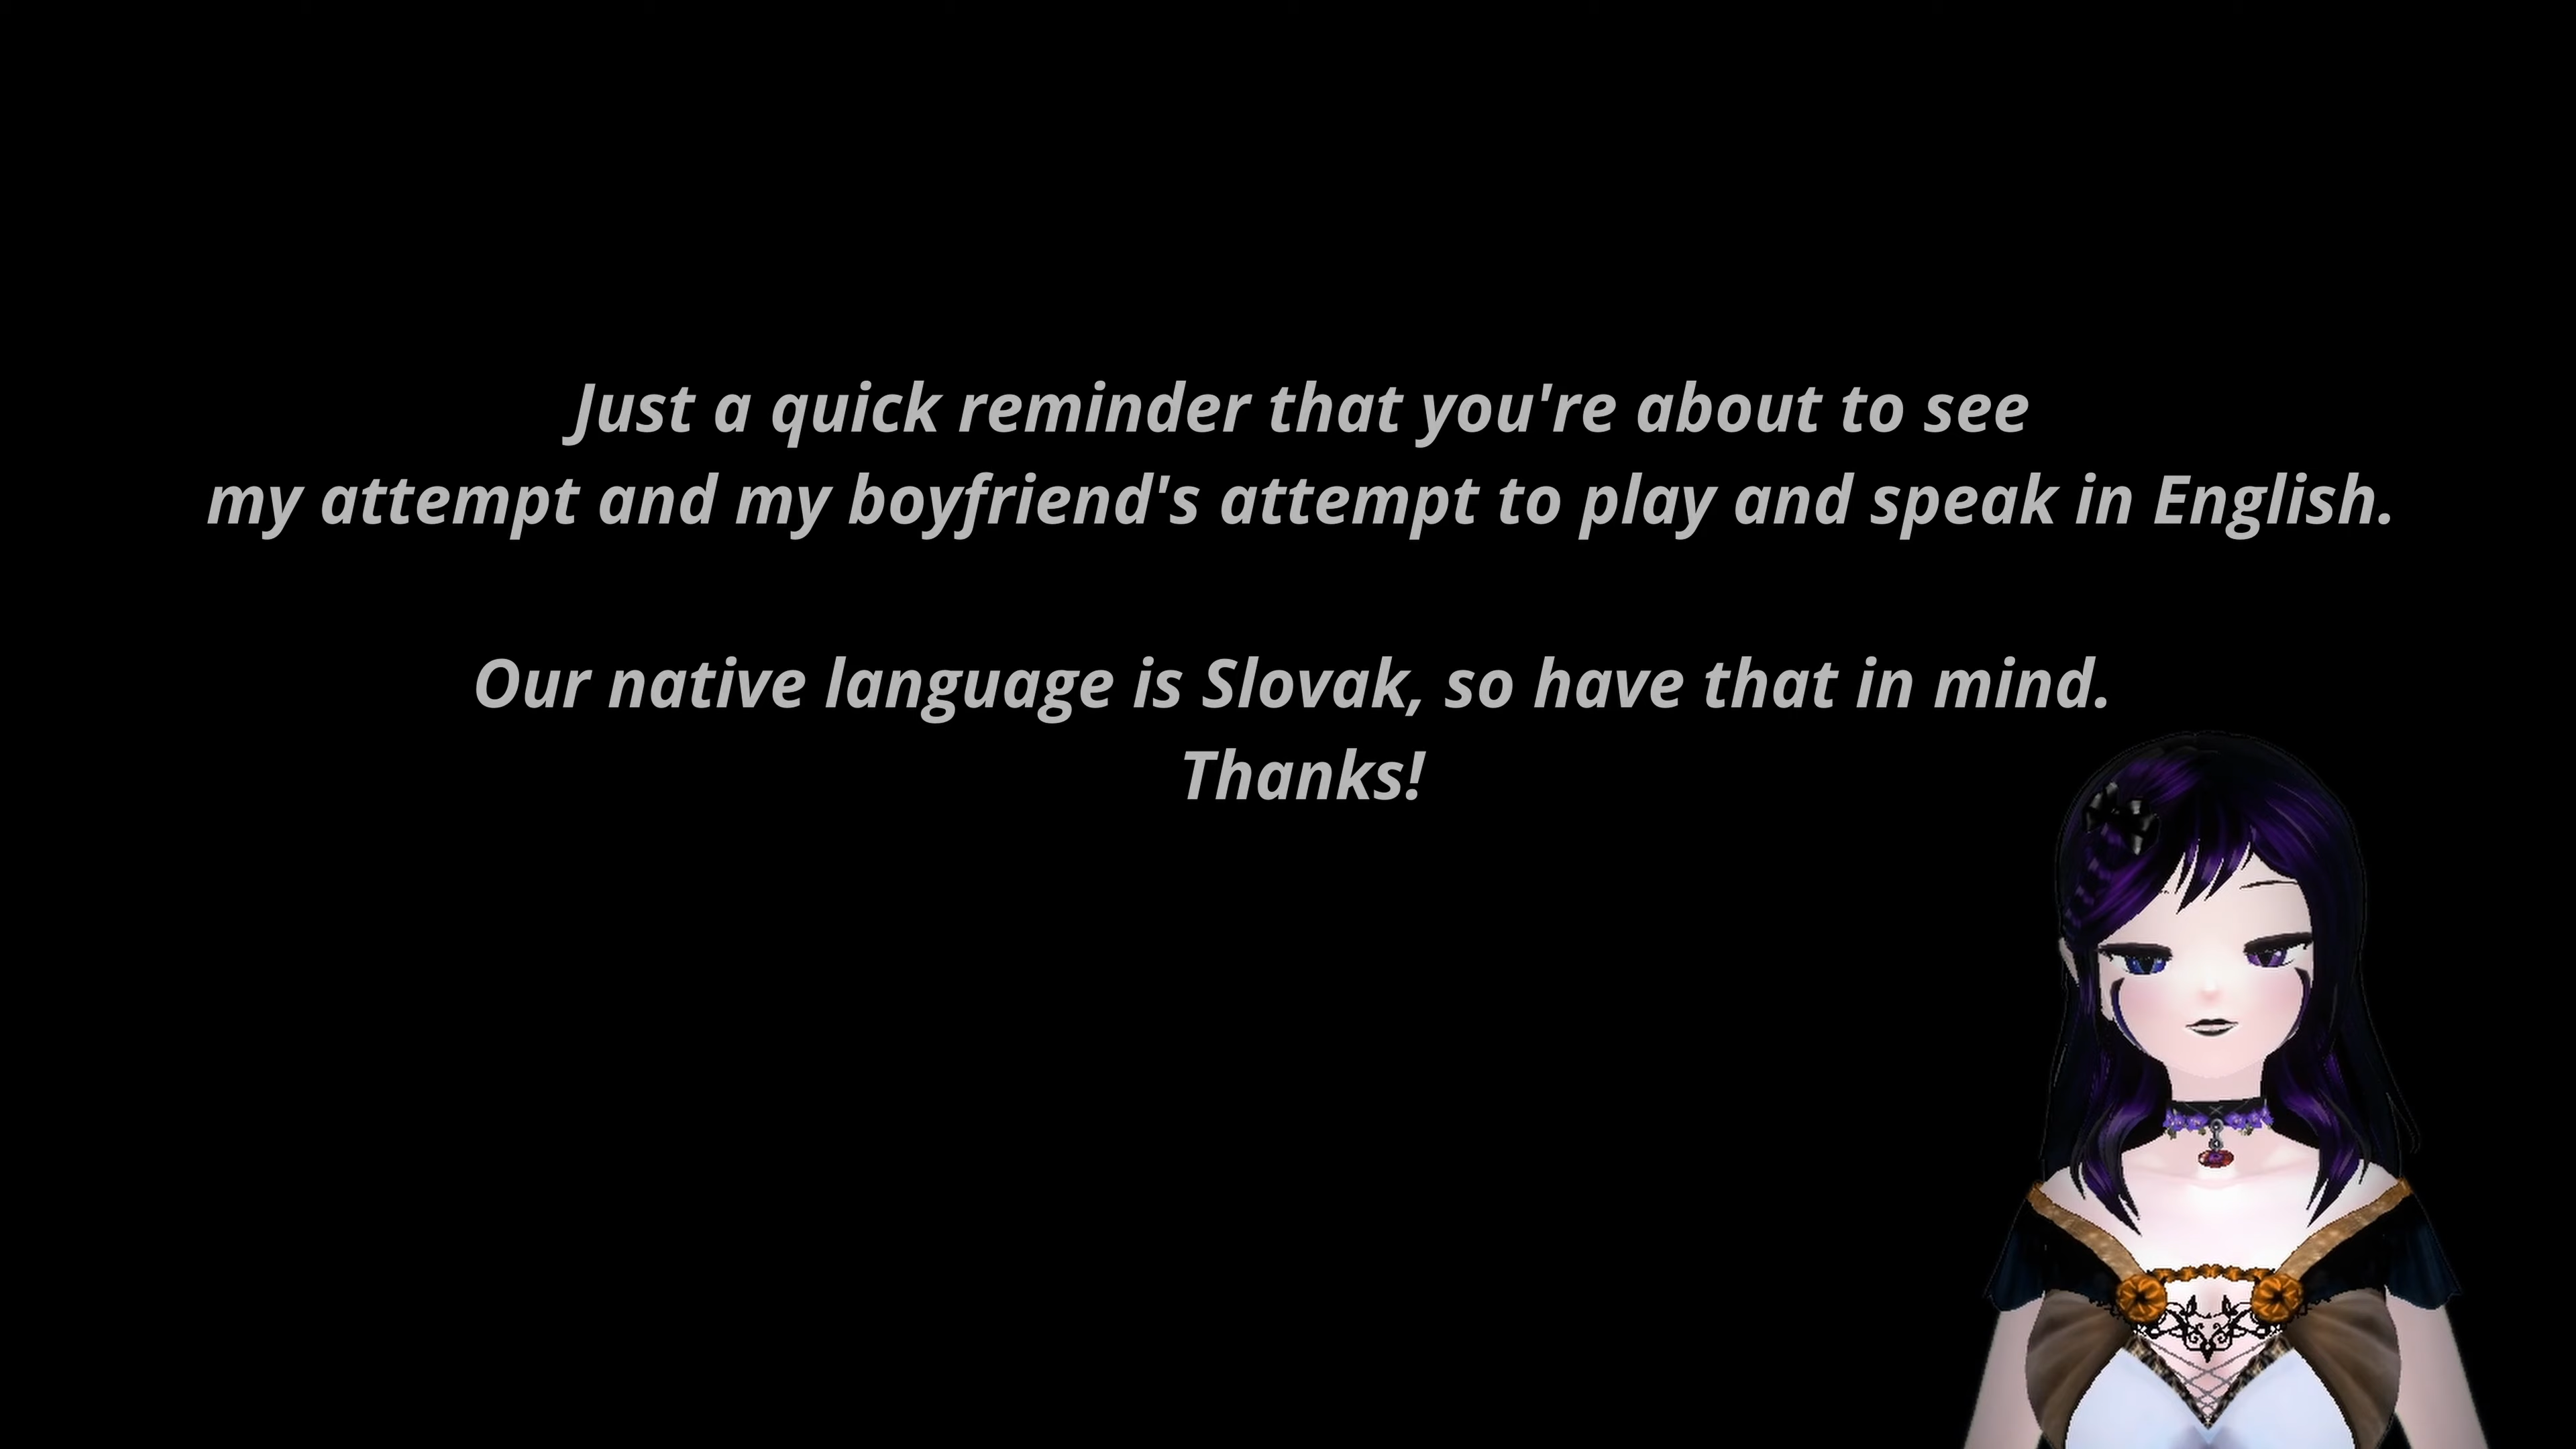 Just a quick reminder that you're about to see
my attempt and my boyfriend's attempt to play and speak in English.
Our native language is Slovak, so have that in mind.
Thanks!